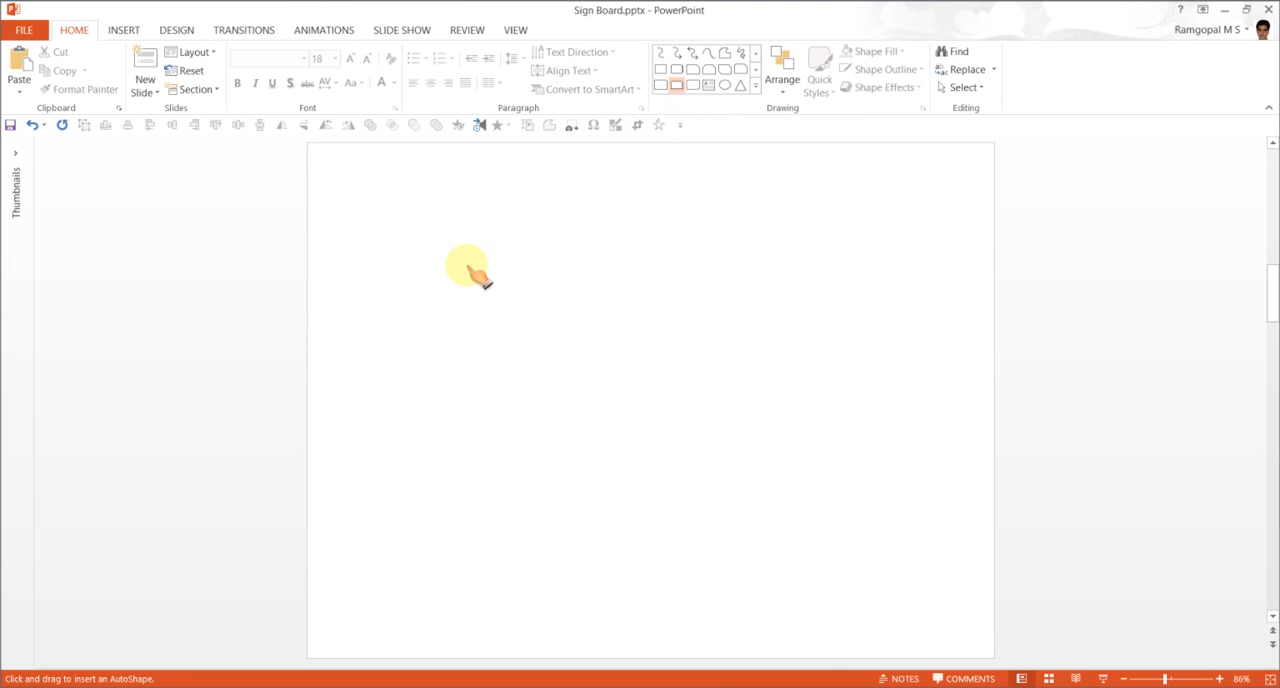 Sign Board.pptx - PowerPoint
FILE HOME INSERT DESIGN TRANSITIONS ANIMATIONS SLIDE SHOW REVIEW VIEW Ramgopal M S
Cut Layout 18 Text Direction Shape Fill Find
Copy Reset Align Text Shape Outline Replace
Paste New Slide Arrange Quick Styles
Format Painter Section Convert to SmartArt Shape Effects Select
Clipboard Slides Font Paragraph Drawing Editing
Thumbnails
Click and drag to insert an AutoShape. NOTES COMMENTS 86%